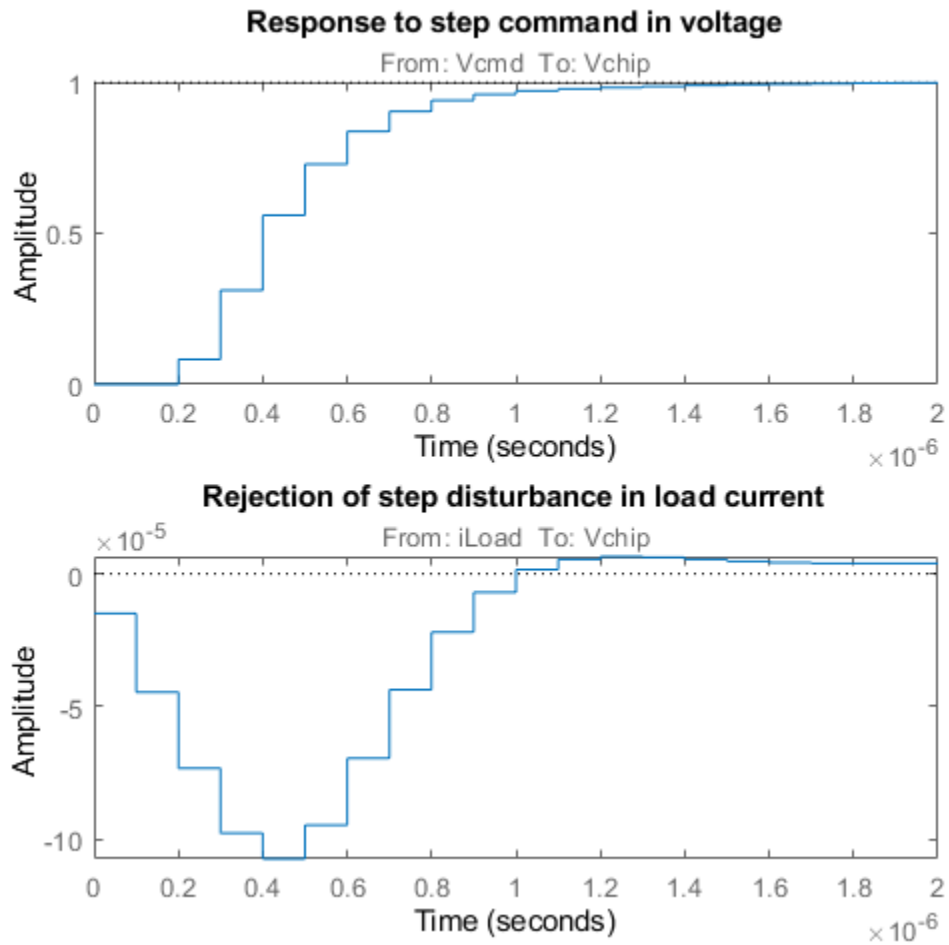 Response to step command in voltage
From: Vcmd To: Vchip
1
0.5
0
Amplitude
0 0.2 0.4 0.6 0.8 1 1.2 1.4 1.6 1.8 2
Time (seconds)
×10-6
Rejection of step disturbance in load current
×10-5
From: iLoad To: Vchip
0
-5
-10
Amplitude
0 0.2 0.4 0.6 0.8 1 1.2 1.4 1.6 1.8 2
Time (seconds)
×10-6